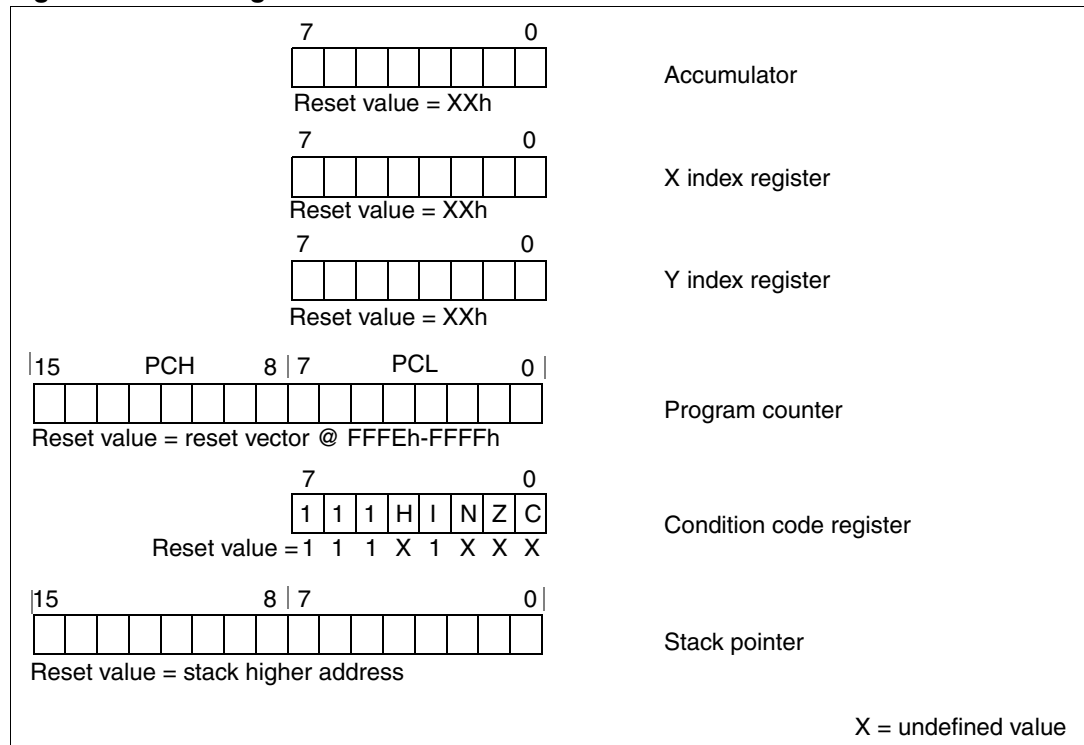 7 0
Accumulator
Reset value = XXh
7 0
X index register
Reset value = XXh
7 0
Y index register
Reset value = XXh
15 PCH 8 7 PCL 0
Program counter
Reset value = reset vector @ FFFEh-FFFFh
7 0
1 1 1 H I N Z C
Condition code register
Reset value = 1 1 1 X 1 X X X
15 8 7 0
Stack pointer
Reset value = stack higher address
X = undefined value